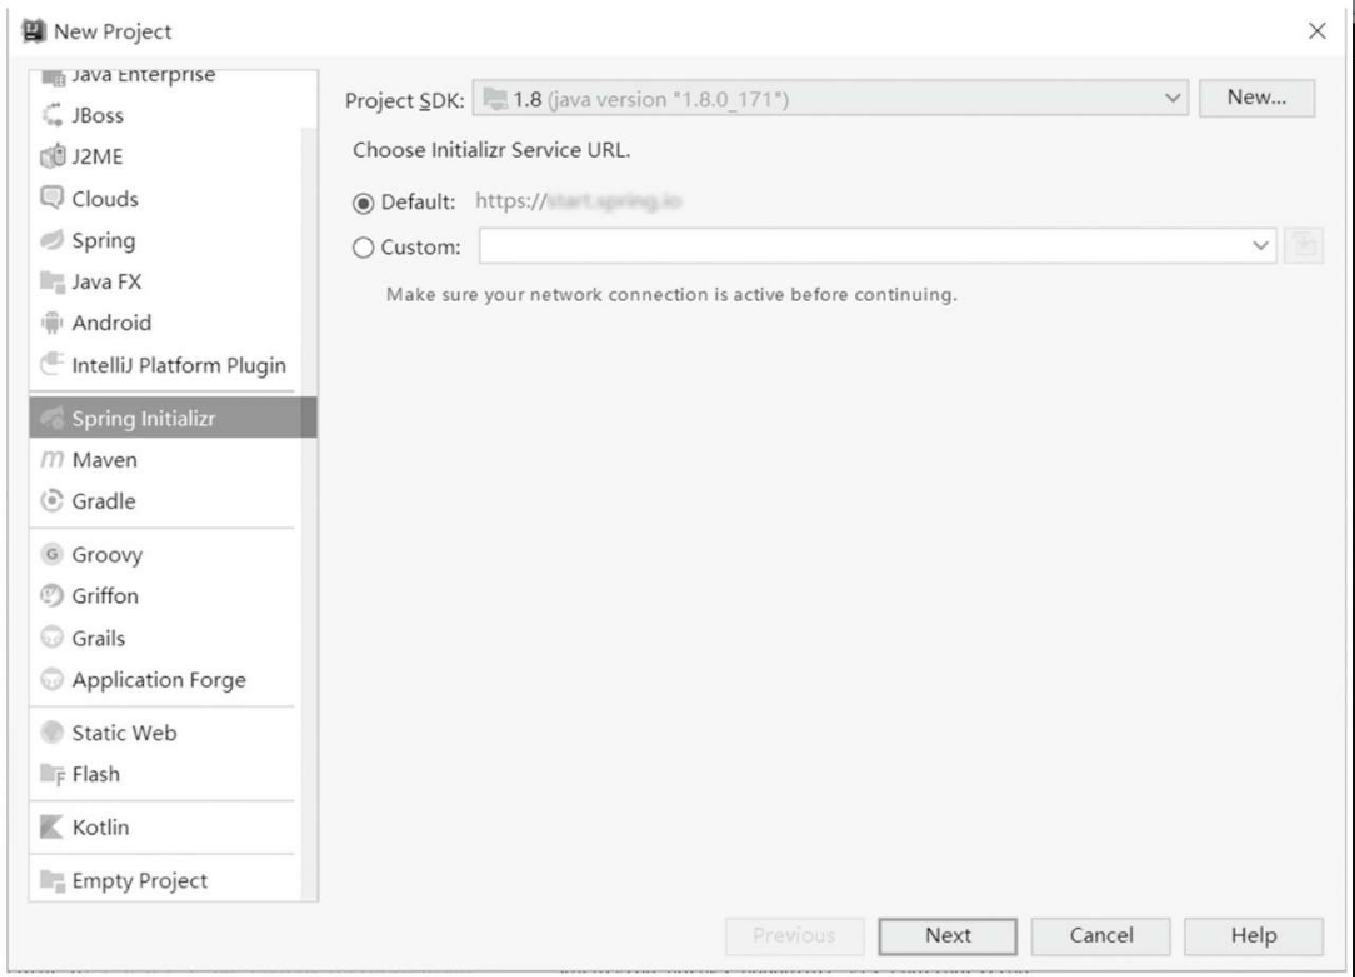 New Project
Java Enterprise
JBoss
J2ME
Clouds
Spring
Java FX
Android
IntelliJ Platform Plugin
Spring Initializr
Maven
Gradle
Groovy
Griffon
Grails
Application Forge
Static Web
Flash
Kotlin
Empty Project
Project SDK: 1.8 (java version "1.8.0_171") New...
Choose Initializr Service URL.
Default: https://start.spring.io
Custom:
Make sure your network connection is active before continuing.
Previous Next Cancel Help